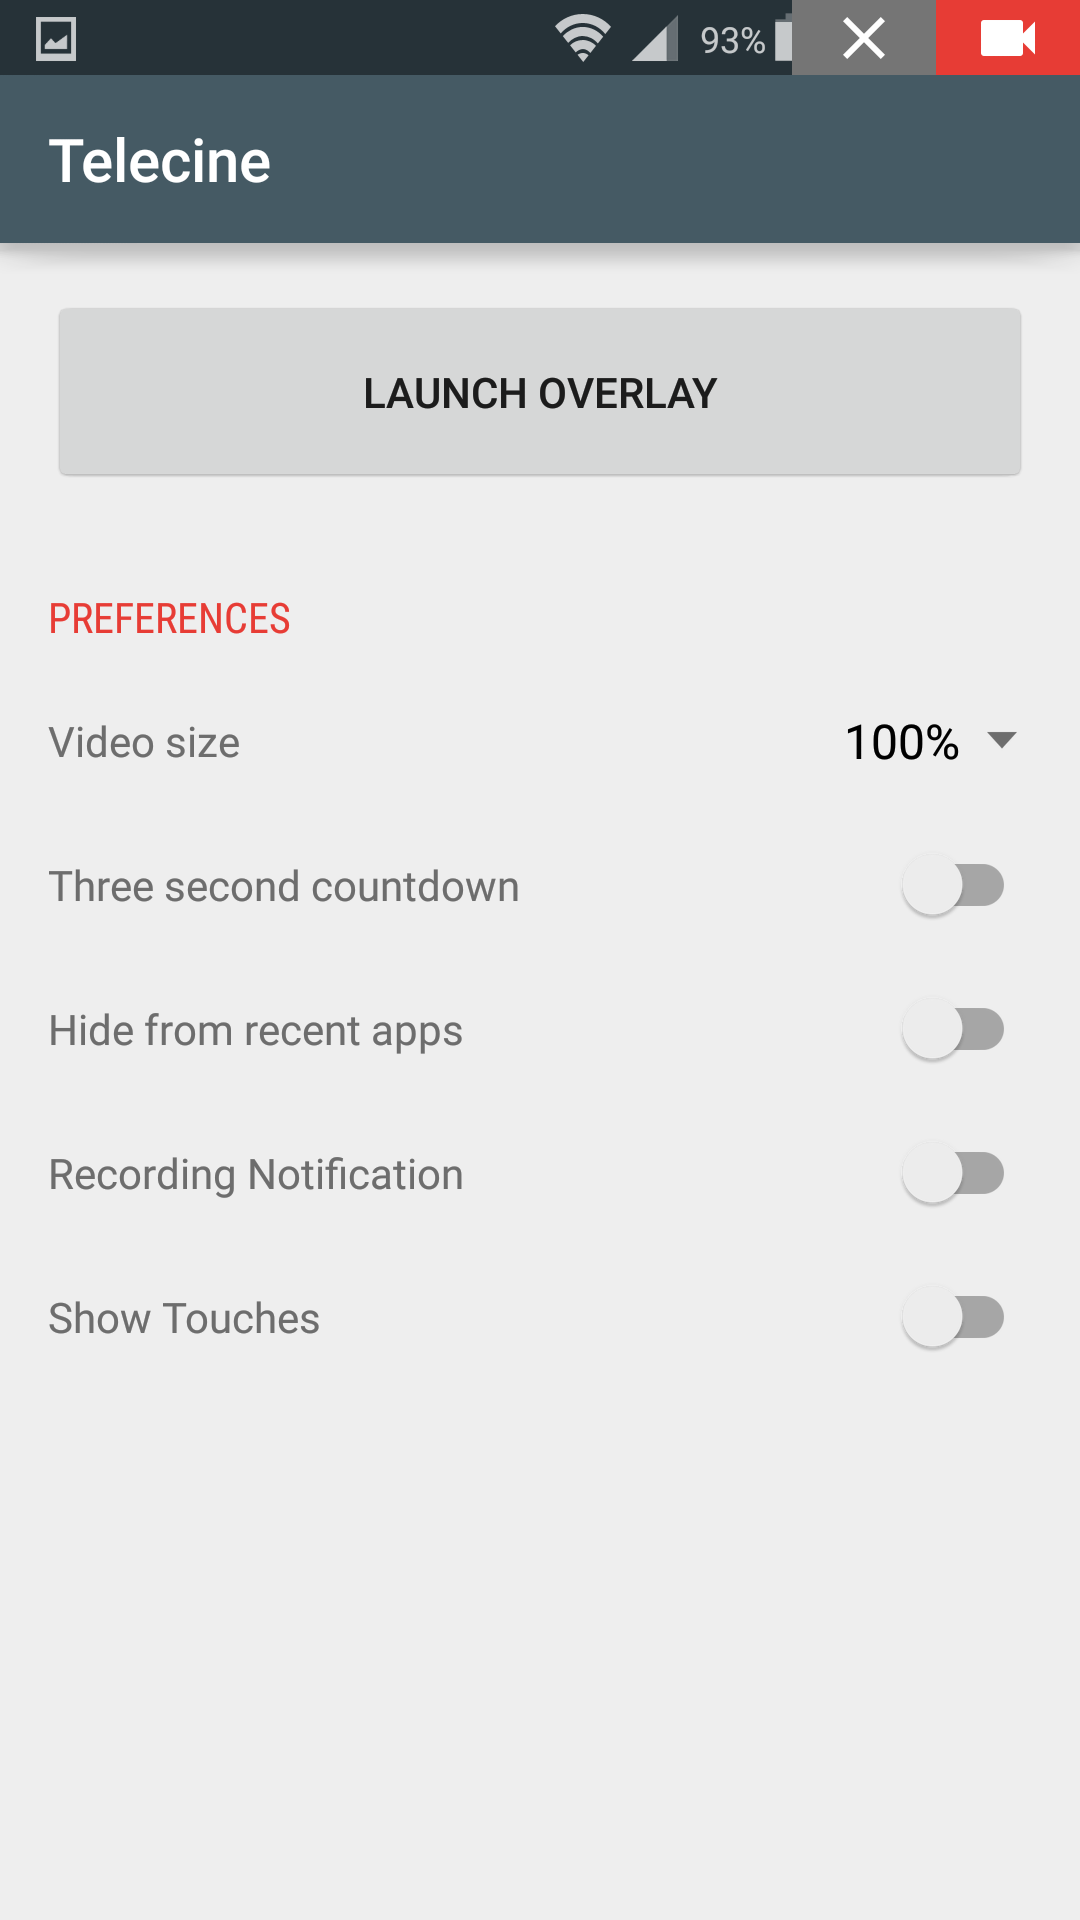 93%
Telecine
LAUNCH OVERLAY
PREFERENCES
Video size 100%
Three second countdown
Hide from recent apps
Recording Notification
Show Touches